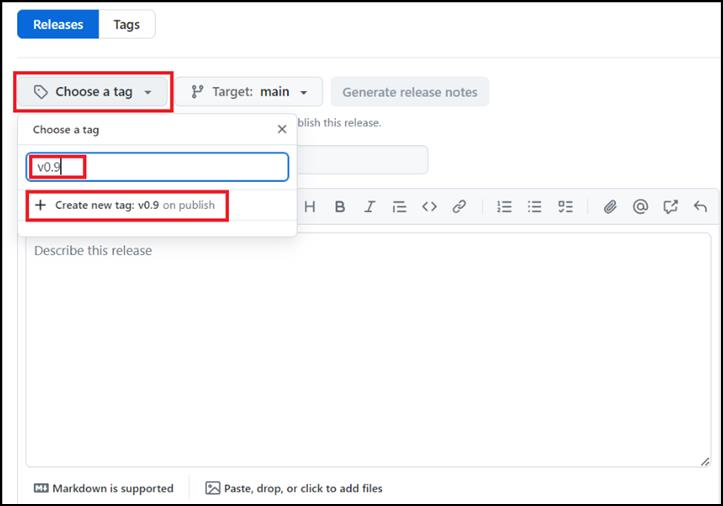 Releases Tags
Choose a tag Target: main Generate release notes
Choose a tag
blish this release.
v0.9
Create new tag: v0.9 on publish
H B I
Describe this release
Markdown is supported Paste, drop, or click to add files